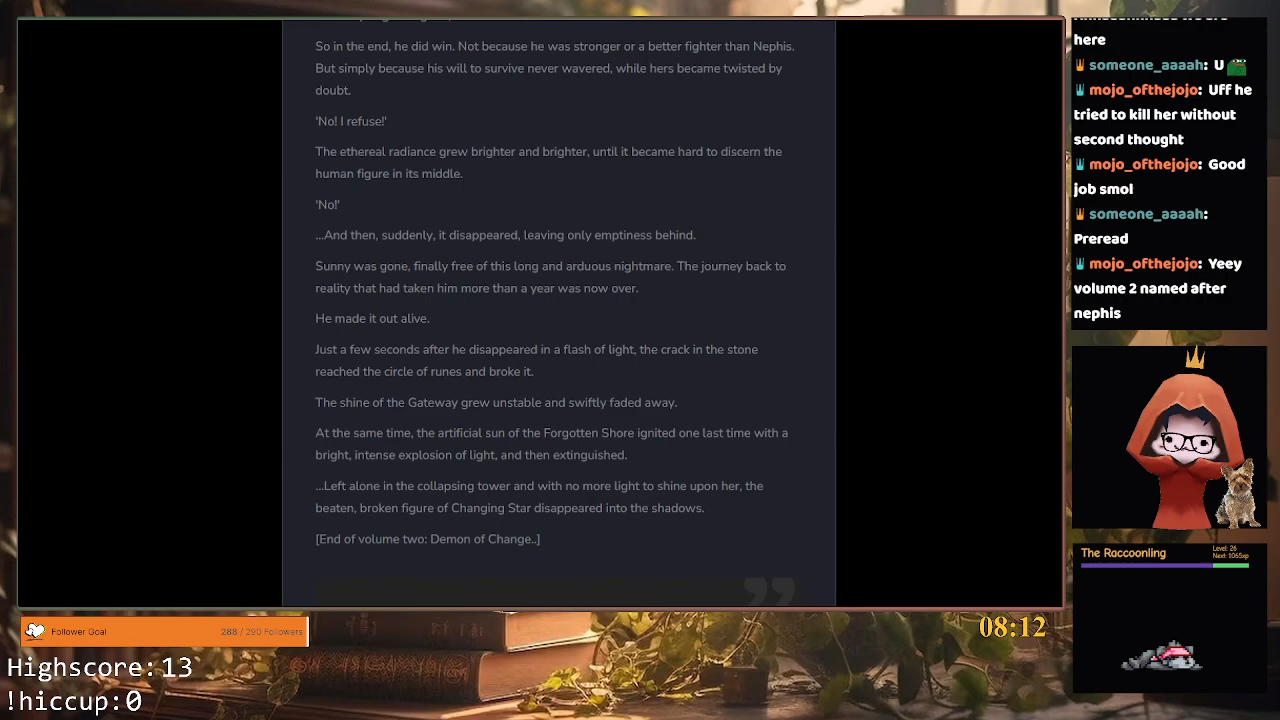 So in the end, he did win. Not because he was stronger or a better fighter than Nephis.
But simply because his will to survive never wavered, while hers became twisted by
doubt.
'No! I refuse!'
The ethereal radiance grew brighter and brighter, until it became hard to discern the
human figure in its middle.
'No!'
...And then, suddenly, it disappeared, leaving only emptiness behind.
Sunny was gone, finally free of this long and arduous nightmare. The journey back to
reality that had taken him more than a year was now over.
He made it out alive.
Just a few seconds after he disappeared in a flash of light, the crack in the stone
reached the circle of runes and broke it.
The shine of the Gateway grew unstable and swiftly faded away.
At the same time, the artificial sun of the Forgotten Shore ignited one last time with a
bright, intense explosion of light, and then extinguished.
...Left alone in the collapsing tower and with no more light to shine upon her, the
beaten, broken figure of Changing Star disappeared into the shadows.
[End of volume two: Demon of Change..]
here
someone_aaaah: U
mojo_ofthejojo: Uff he
tried to kill her without
second thought
mojo_ofthejojo: Good
job smol
someone_aaaah:
Preread
mojo_ofthejojo: Yeey
volume 2 named after
nephis
The Raccoonling
Level: 26
Next: 1065xp
Follower Goal
288 / 290 Followers
08:12
Highscore:13
!hiccup:0